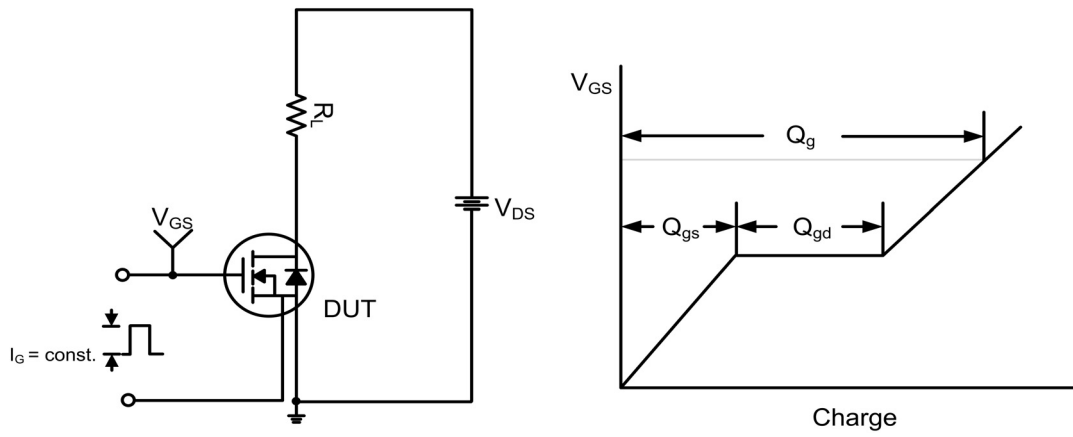 R_L
V_GS
V_DS
DUT
I_G = const.
V_GS
Q_g
Q_gs
Q_gd
Charge